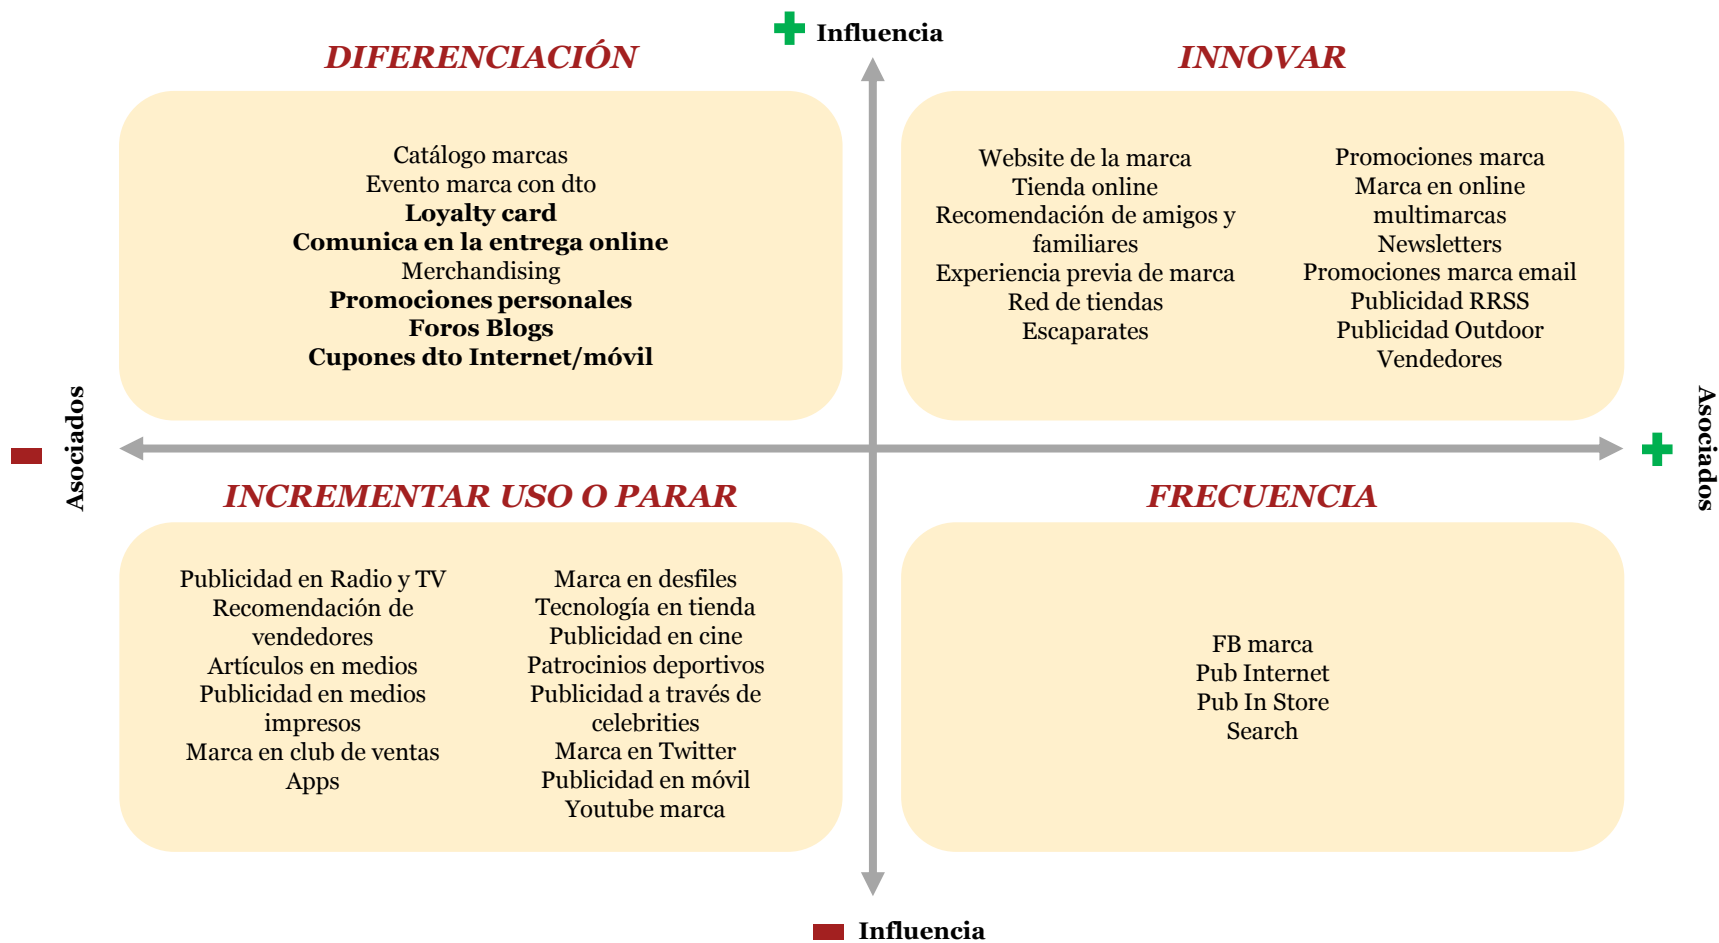 Influencia
DIFERENCIACIÓN
INNOVAR
Catálogo marcas
Evento marca con dto
Loyalty card
Comunica en la entrega online
Merchandising
Promociones personales
Foros Blogs
Cupones dto Internet/móvil
Website de la marca
Tienda online
Recomendación de amigos y
familiares
Experiencia previa de marca
Red de tiendas
Escaparates
Promociones marca
Marca en online
multimarcas
Newsletters
Promociones marca email
Publicidad RRSS
Publicidad Outdoor
Vendedores
Asociados
Asociados
INCREMENTAR USO O PARAR
FRECUENCIA
Publicidad en Radio y TV
Recomendación de
vendedores
Artículos en medios
Publicidad en medios
impresos
Marca en club de ventas
Apps
Marca en desfiles
Tecnología en tienda
Publicidad en cine
Patrocinios deportivos
Publicidad a través de
celebrities
Marca en Twitter
Publicidad en móvil
Youtube marca
FB marca
Pub Internet
Pub In Store
Search
Influencia